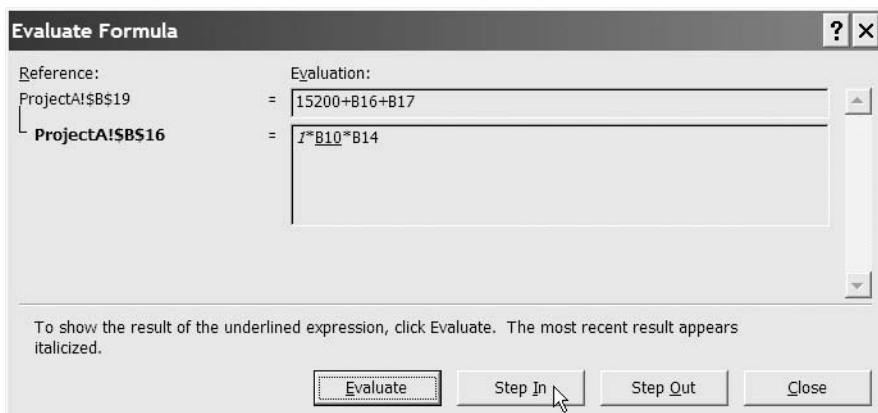 Evaluate Formula
? ×
Reference: Evaluation:
ProjectA!$B$19 = 15200+B16+B17
ProjectA!$B$16 = 1*B10*B14
To show the result of the underlined expression, click Evaluate. The most recent result appears
italicized.
Evaluate Step In Step Out Close